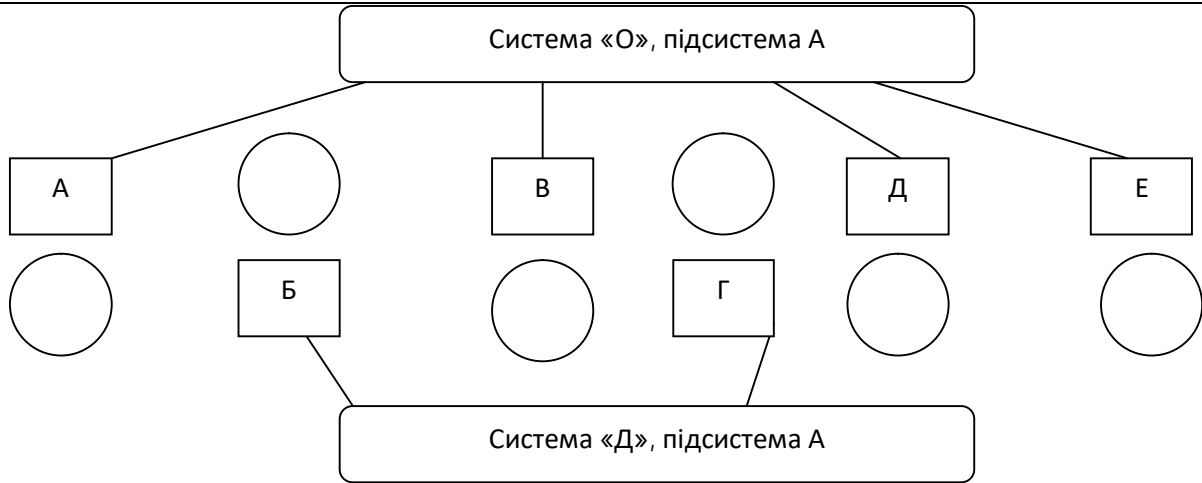 Система «О», підсистема А
А
В
Д
Е
Б
Г
Система «Д», підсистема А